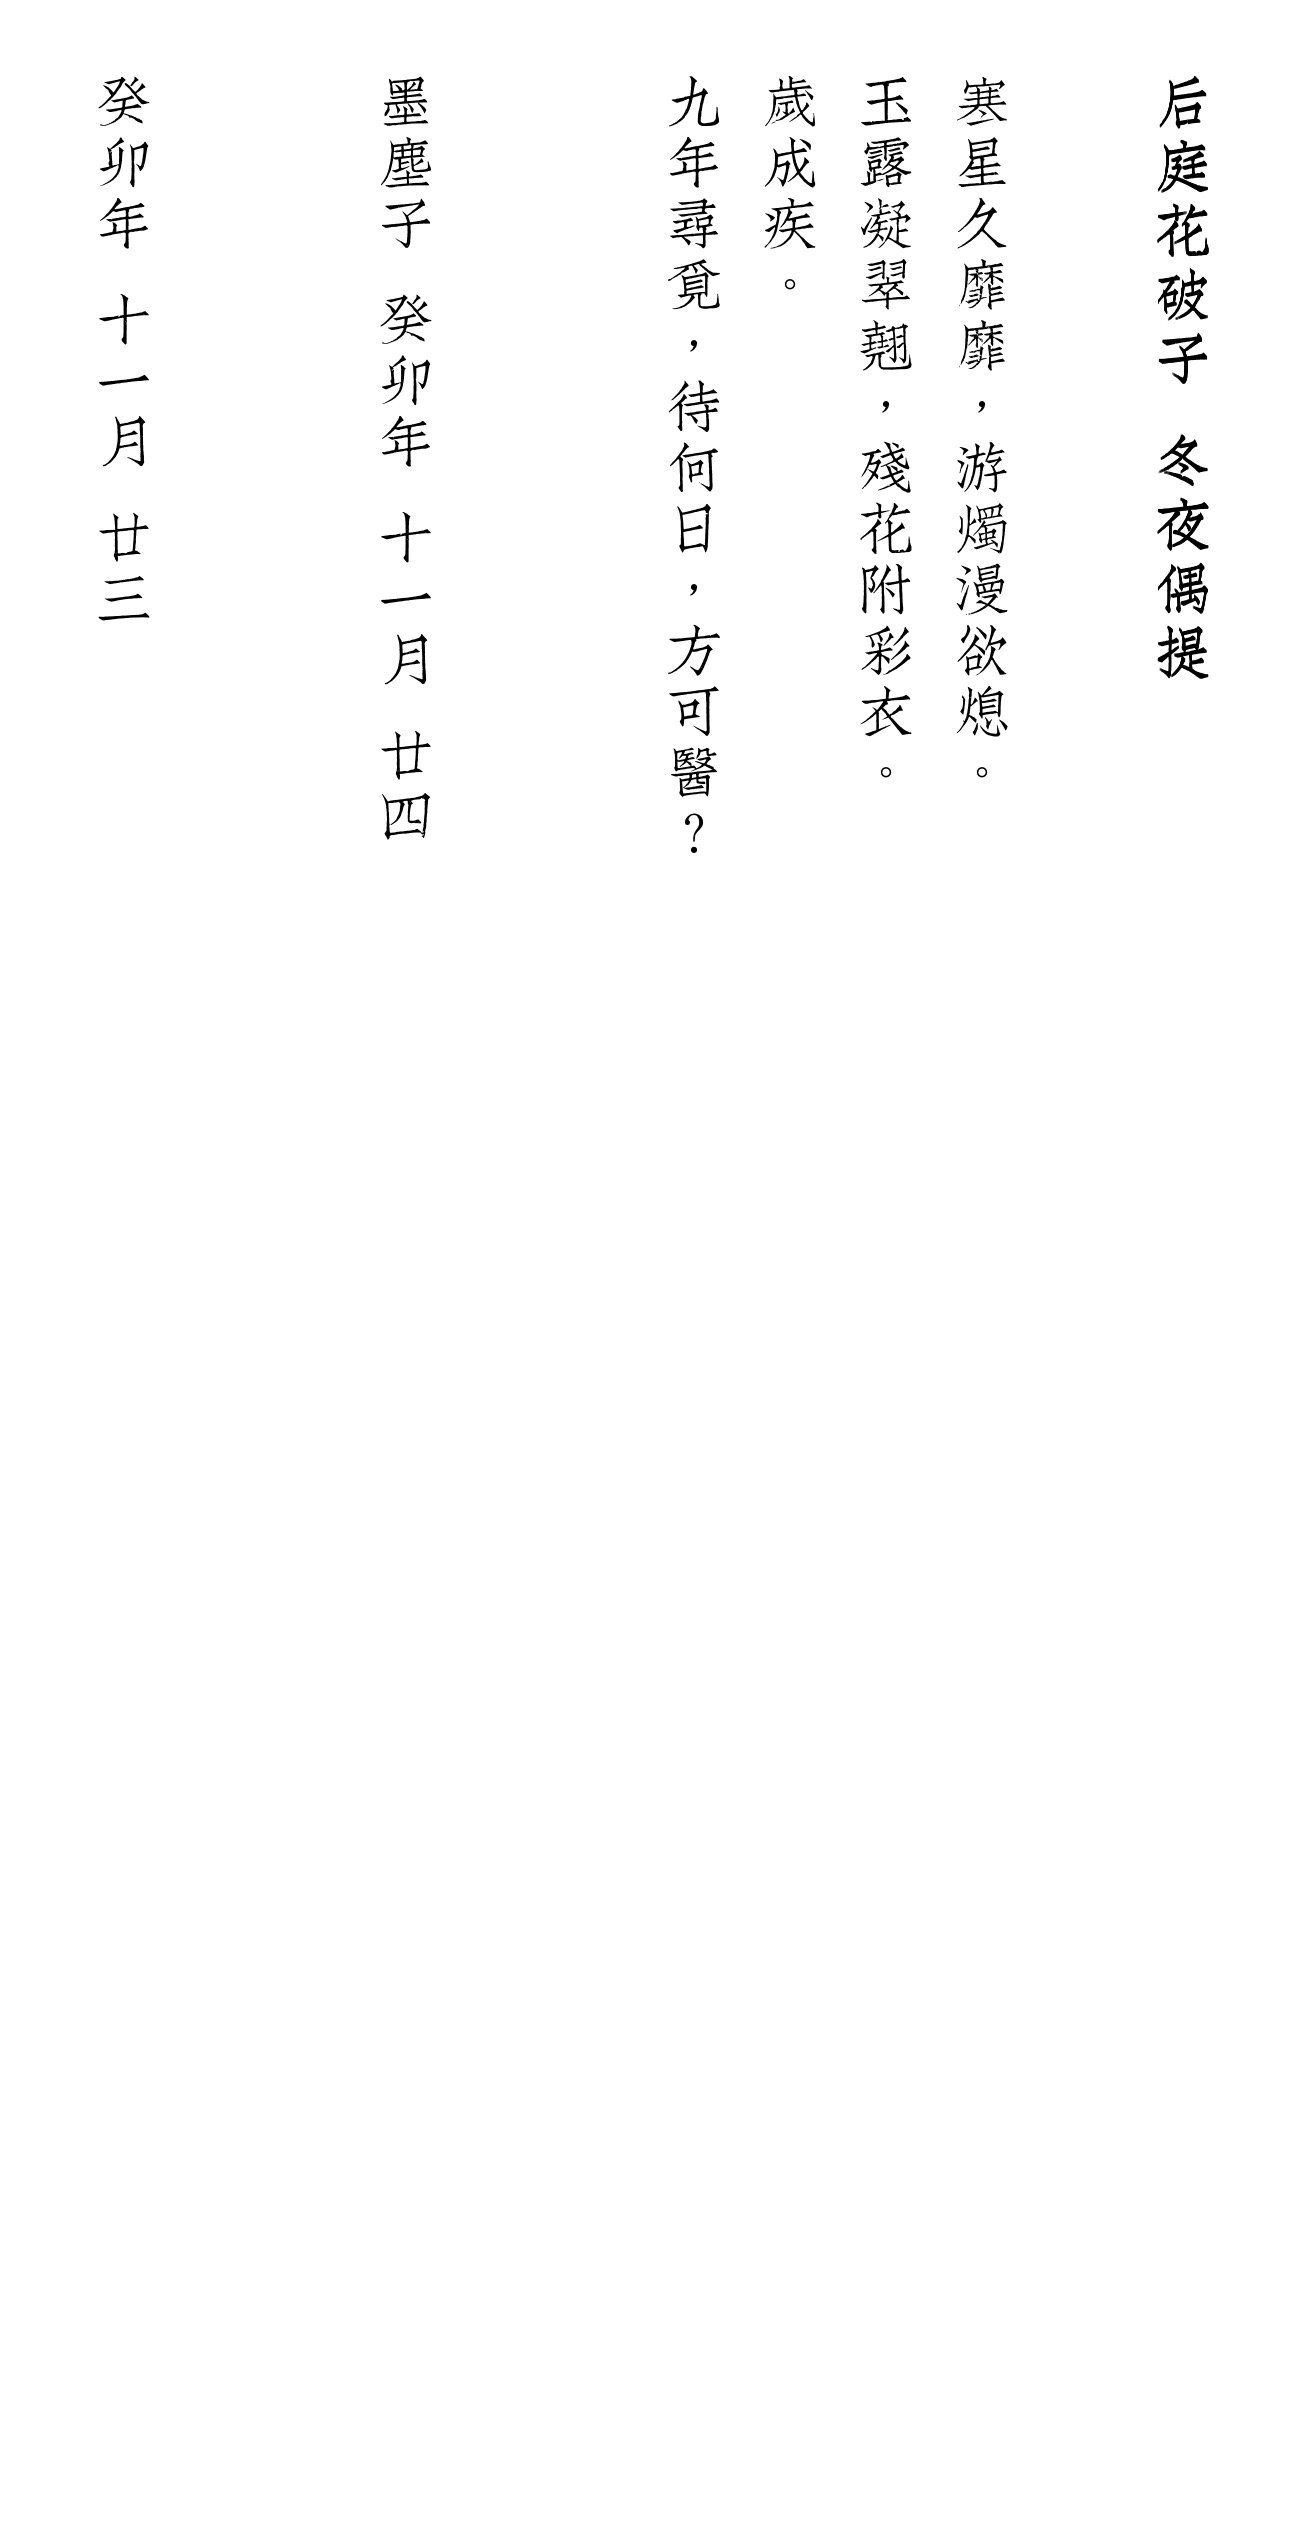 后庭花破子 冬夜偶提
寒星久靡靡，游燭漫欲熄。
玉露凝翠翹，殘花附彩衣。
歲成疾。
九年尋覓，待何日，方可醫？
墨塵子 癸卯年 十一月 廿四
癸卯年 十一月 廿三